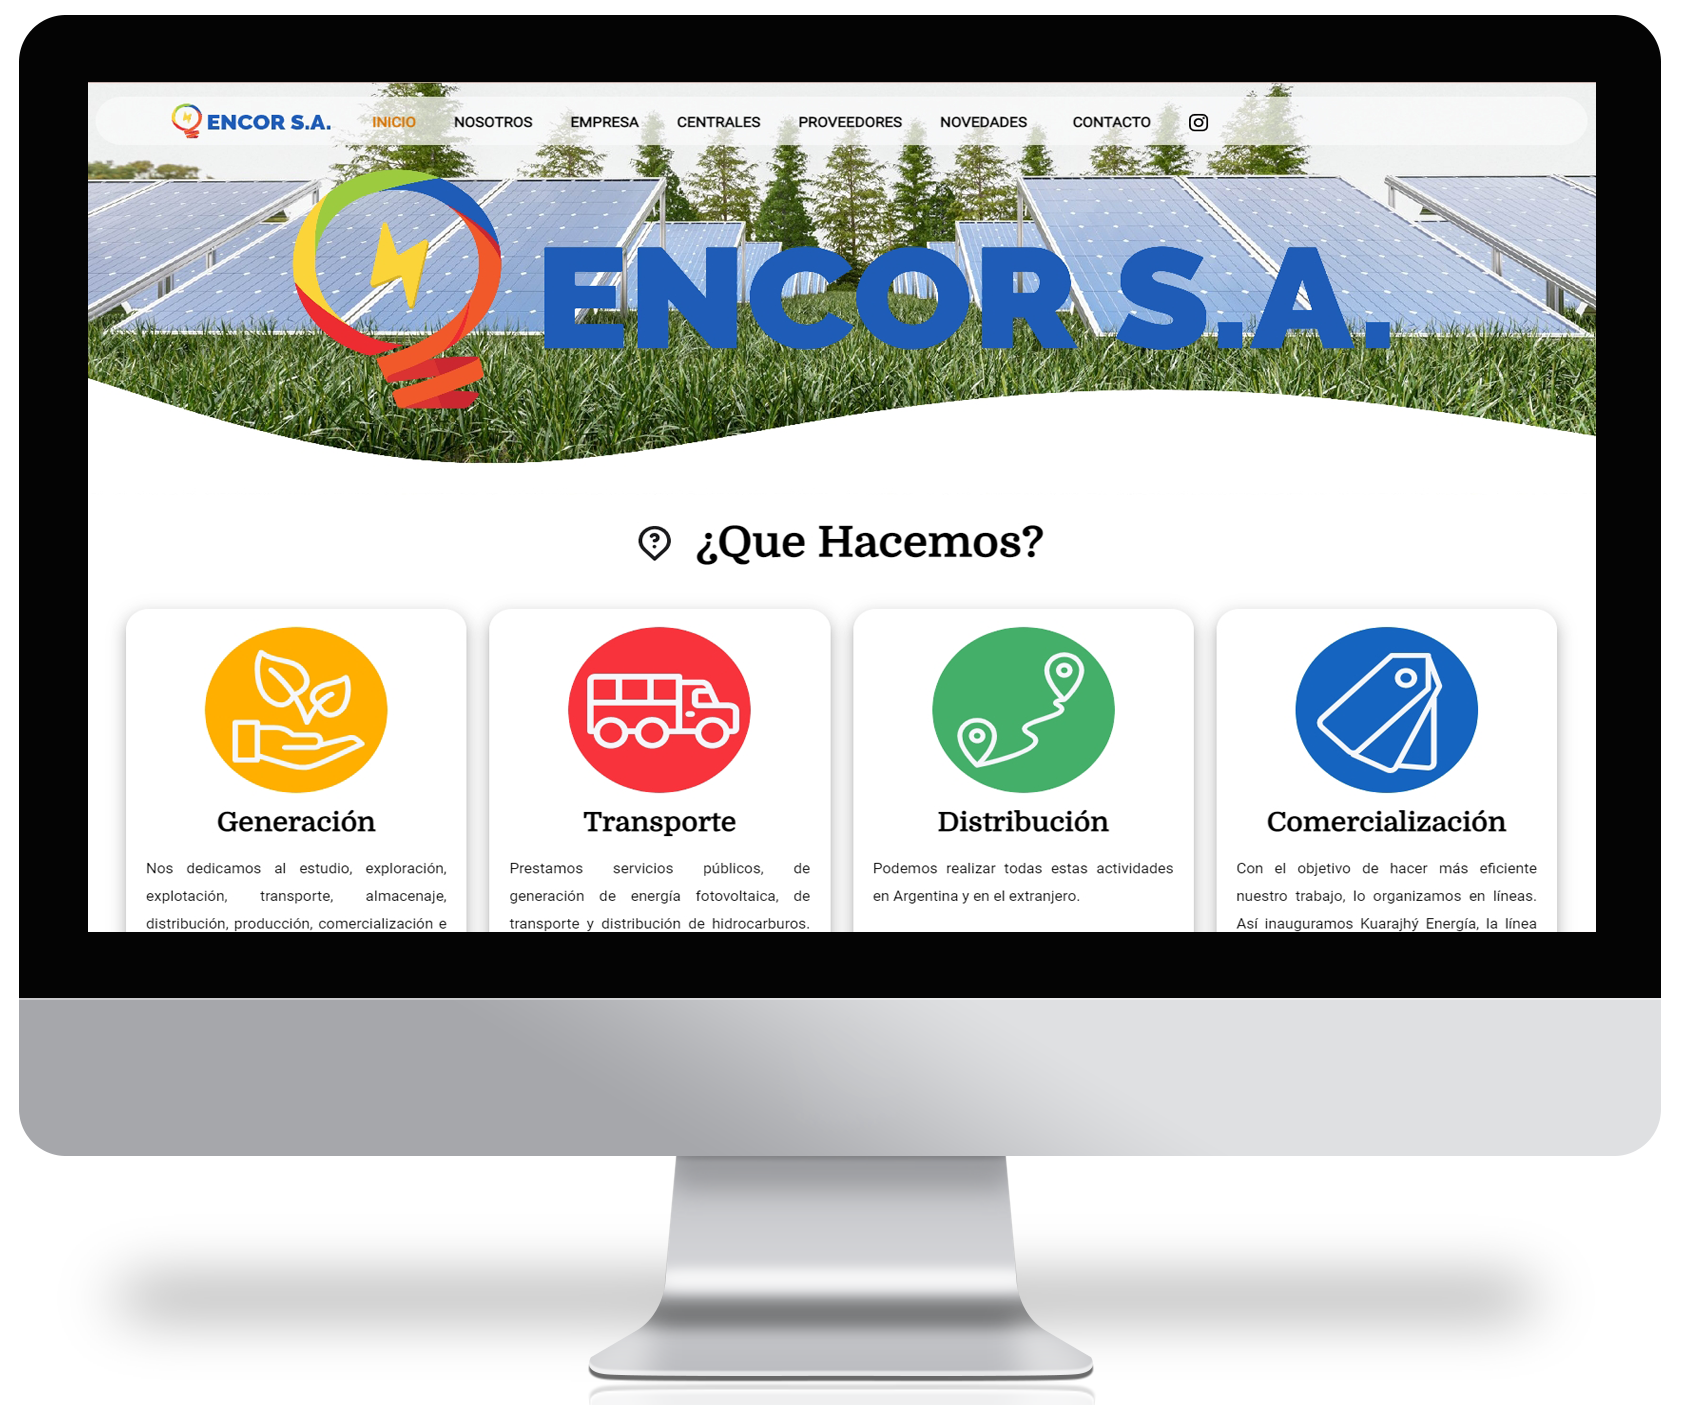 ENCOR S.A. INICIO NOSOTROS EMPRESA CENTRALES PROVEEDORES NOVEDADES CONTACTO
ENCOR S.A.
¿Que Hacemos?
Generación
Nos dedicamos al estudio, exploración,
explotación, transporte, almacenaje,
distribución, producción, comercialización e
Transporte
Prestamos servicios públicos, de
generación de energía fotovoltaica, de
transporte y distribución de hidrocarburos.
Distribución
Podemos realizar todas estas actividades
en Argentina y en el extranjero.
Comercialización
Con el objetivo de hacer más eficiente
nuestro trabajo, lo organizamos en líneas.
Así inauguramos Kuarajhý Energía, la línea